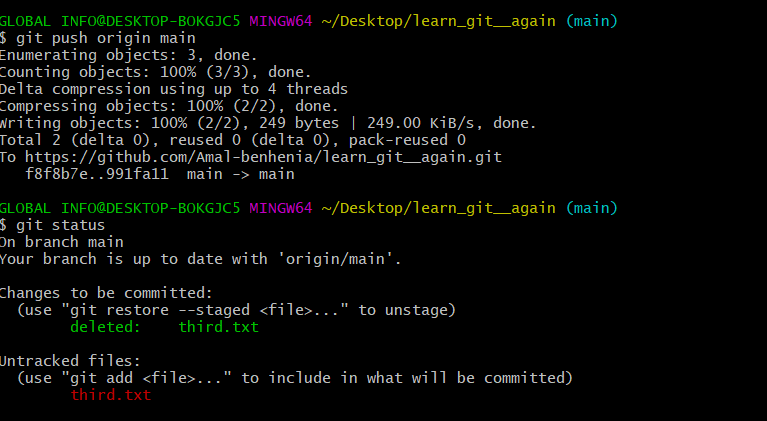 GLOBAL INFO@DESKTOP-BOKGJC5 MINGW64 ~/Desktop/learn_git__again (main)
$ git push origin main
Enumerating objects: 3, done.
Counting objects: 100% (3/3), done.
Delta compression using up to 4 threads
Compressing objects: 100% (2/2), done.
Writing objects: 100% (2/2), 249 bytes | 249.00 KiB/s, done.
Total 2 (delta 0), reused 0 (delta 0), pack-reused 0
To https://github.com/Amal-benhenia/learn_git__again.git
   f8f8b7e..991fa11  main -> main
GLOBAL INFO@DESKTOP-BOKGJC5 MINGW64 ~/Desktop/learn_git__again (main)
$ git status
On branch main
Your branch is up to date with 'origin/main'.
Changes to be committed:
  (use "git restore --staged <file>..." to unstage)
        deleted:    third.txt
Untracked files:
  (use "git add <file>..." to include in what will be committed)
        third.txt